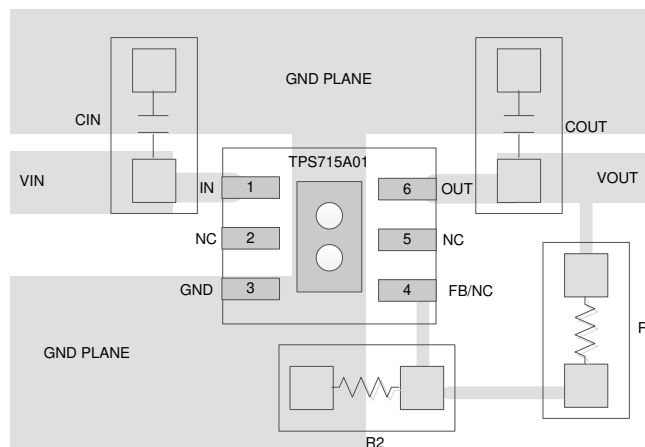 GND PLANE
CIN
COUT
TPS715A01
VIN
IN
1
6
OUT
VOUT
NC
2
5
NC
GND
3
4
FB/NC
GND PLANE
R2